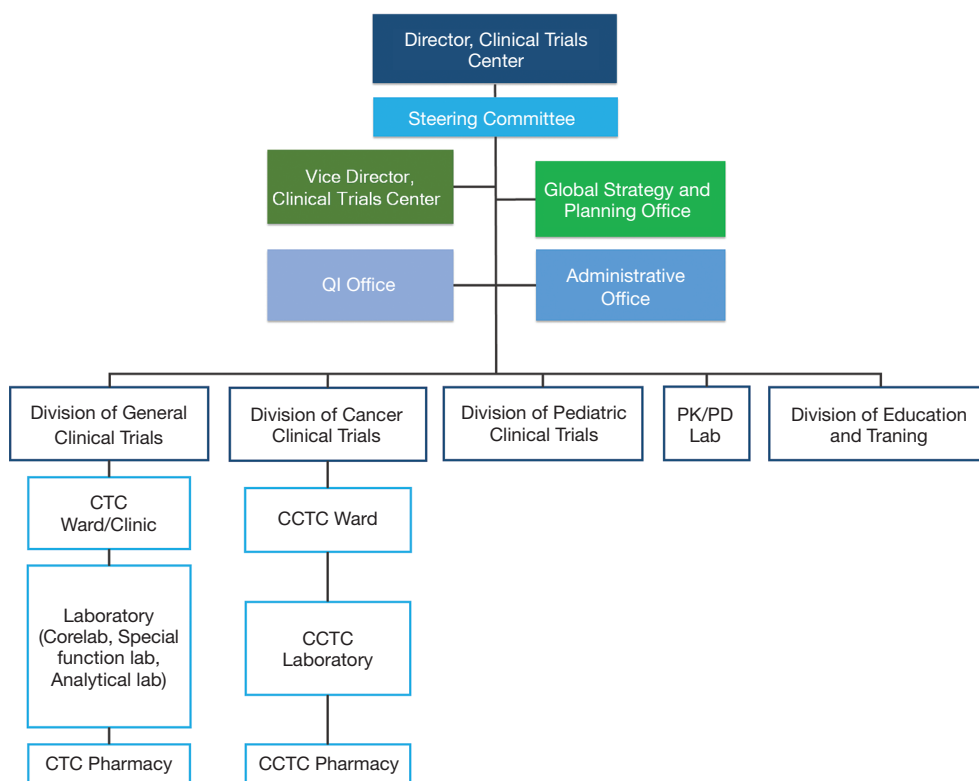 Director, Clinical Trials
Center
Steering Committee
Vice Director,
Clinical Trials Center
Global Strategy and
Planning Office
QI Office
Administrative
Office
Division of General
Clinical Trials
Division of Cancer
Clinical Trials
Division of Pediatric
Clinical Trials
PK/PD
Lab
Division of Education
and Traning
CTC
Ward/Clinic
CCTC Ward
Laboratory
(Corelab, Special
function lab,
Analytical lab)
CCTC
Laboratory
CTC Pharmacy
CCTC Pharmacy